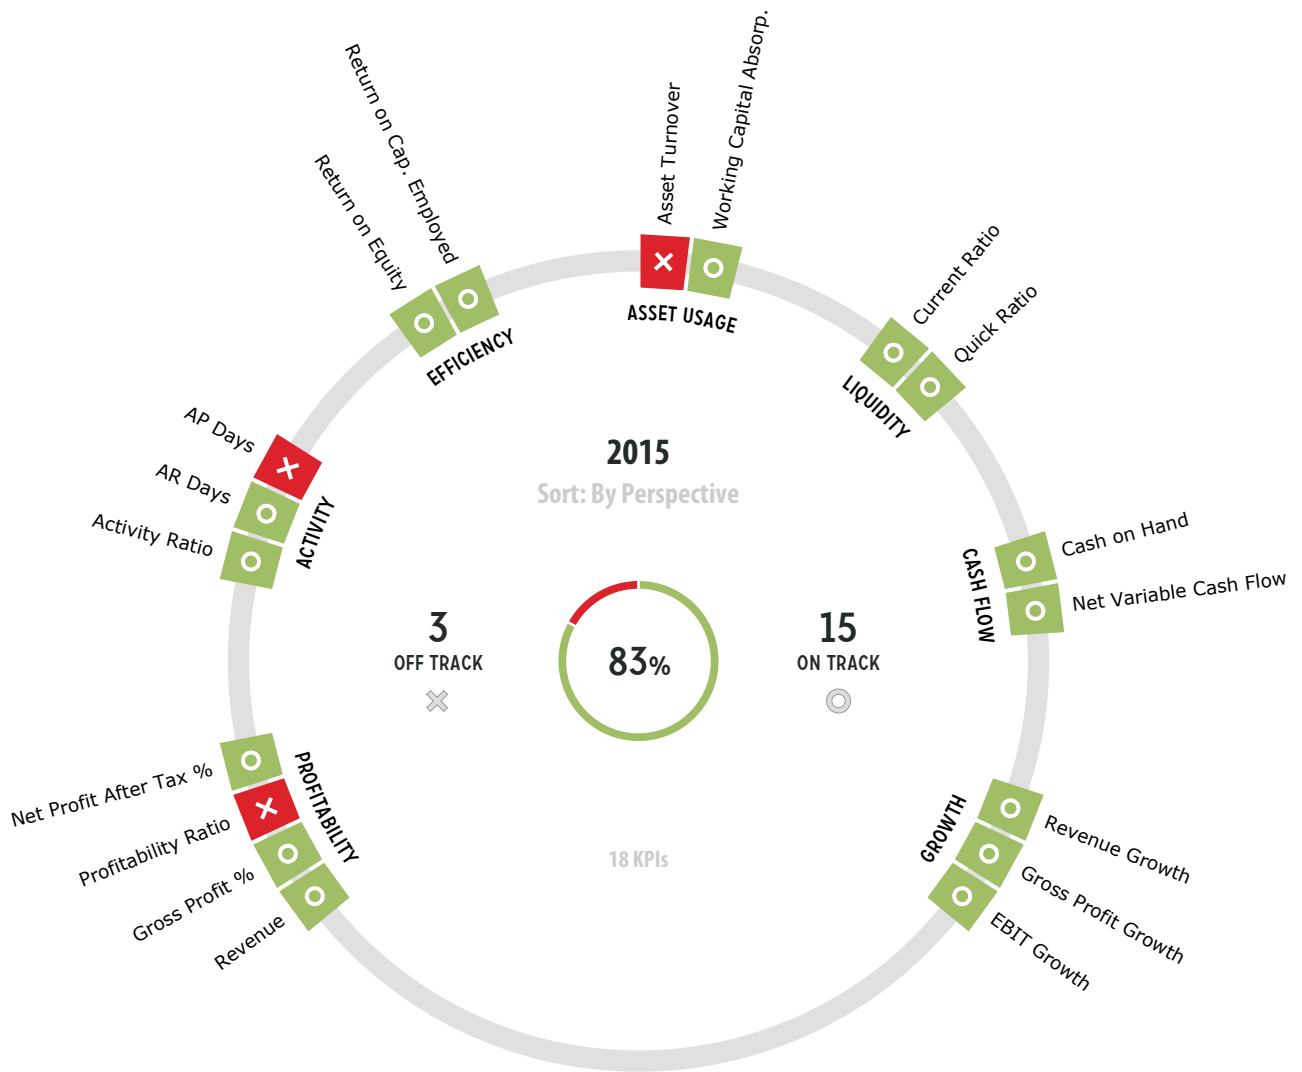 Return on Cap. Employed
Return on Equity
EFFICIENCY
Asset Turnover
Working Capital Absorp.
ASSET USAGE
Current Ratio
Quick Ratio
LIQUIDITY
AP Days
AR Days
Activity Ratio
ACTIVITY
2015
Sort: By Perspective
Cash on Hand
Net Variable Cash Flow
CASH FLOW
3
OFF TRACK
83%
15
ON TRACK
Net Profit After Tax %
Profitability Ratio
Gross Profit %
Revenue
PROFITABILITY
18 KPIs
GROWTH
Revenue Growth
Gross Profit Growth
EBIT Growth